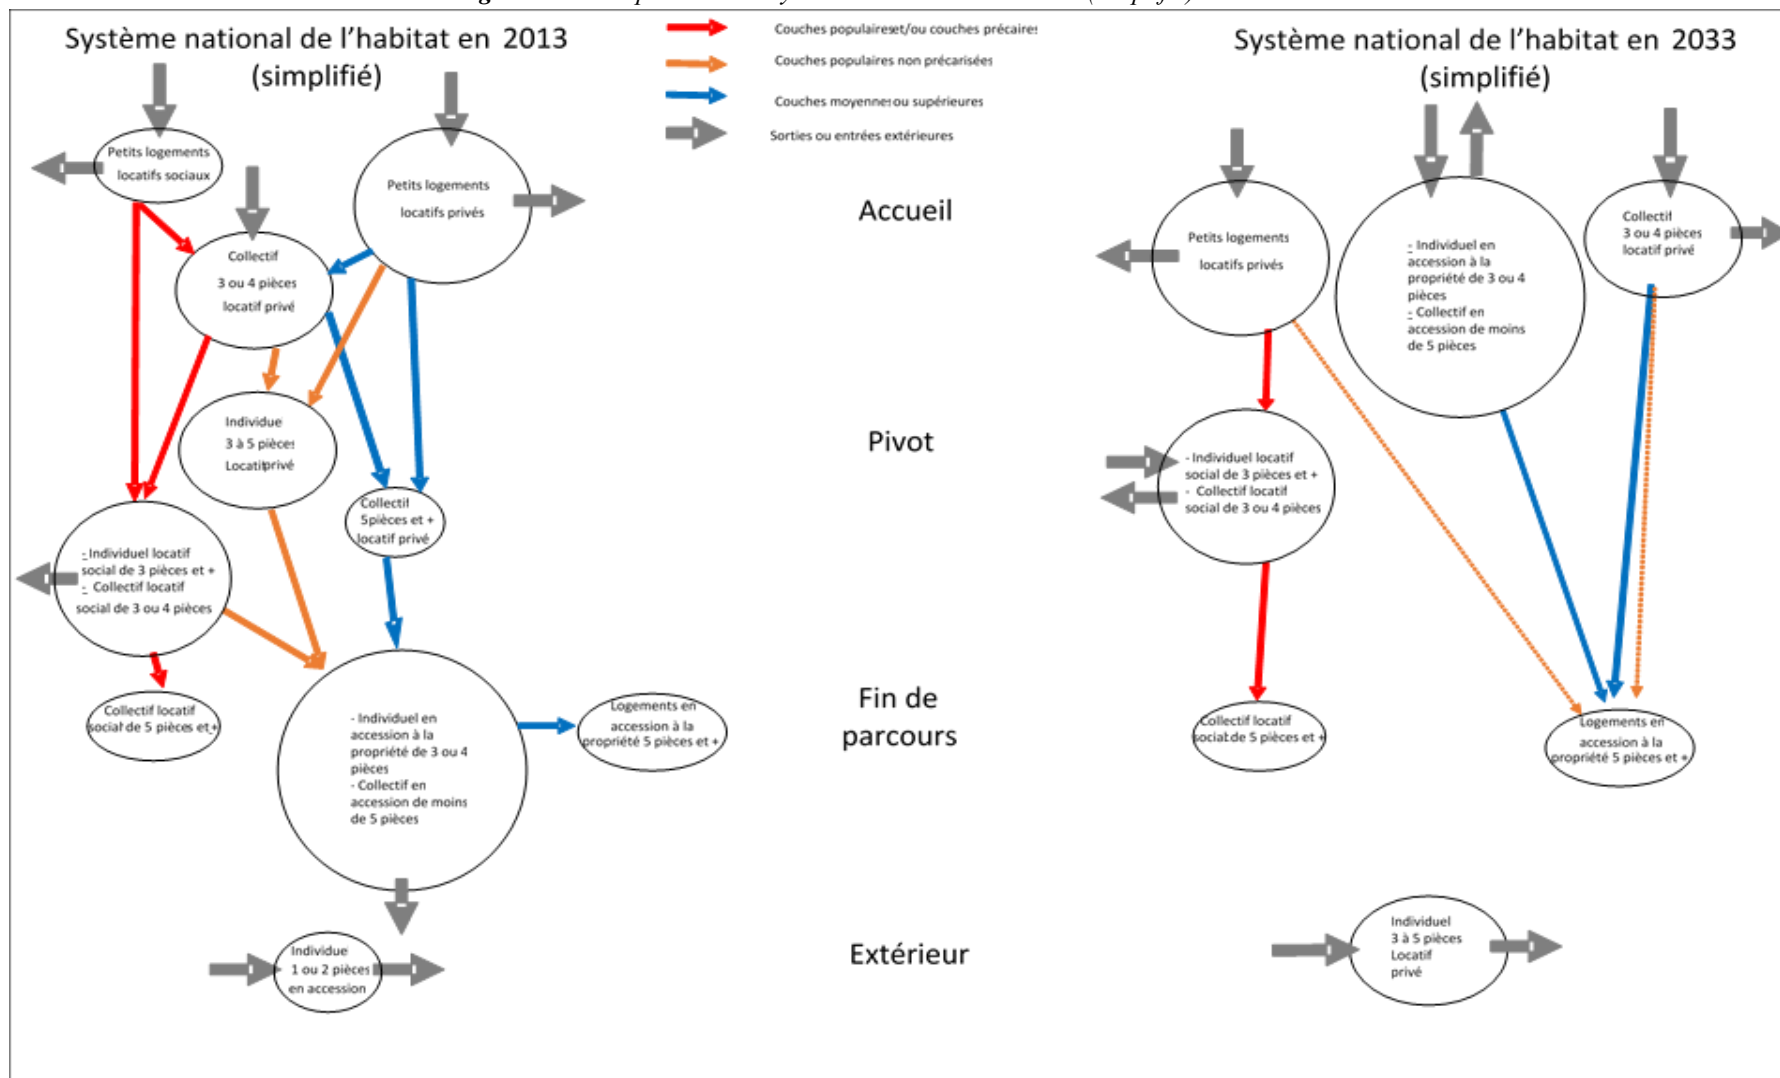 Système national de l’habitat en 2013
(simplifié)
Couches populaireset/ou couches précaires
Couches populaires non précarisées
Couches moyennes ou supérieures
Sorties ou entrées extérieures
Système national de l’habitat en 2033
(simplifié)
Petits logements
locatifs sociaux
Petits logements
locatifs privés
Collectif
3 ou 4 pièces
locatif privé
Individue
3 à 5 pièces
Locatif privé
Collectif
5pièces et +
locatif privé
- Individuel locatif
social de 3 pièces et +
- Collectif locatif
social de 3 ou 4 pièces
Collectif locatif
social de 5 pièces et +
- Individuel en
accession à la
propriété de 3 ou 4
pièces
- Collectif en
accession de moins
de 5 pièces
Logements en
accession à la
propriété 5 pièces et +
Individue
1 ou 2 pièces
en accession
Accueil
Pivot
Fin de
parcours
Extérieur
Petits logements
locatifs privés
- Individuel en
accession à la
propriété de 3 ou 4
pièces
- Collectif en
accession de moins
de 5 pièces
Collectif
3 ou 4 pièces
locatif privé
- Individuel locatif
social de 3 pièces et +
- Collectif locatif
social de 3 ou 4 pièces
Collectif locatif
social de 5 pièces et +
Logements en
accession à la
propriété 5 pièces et +
Individuel
3 à 5 pièces
Locatif
privé